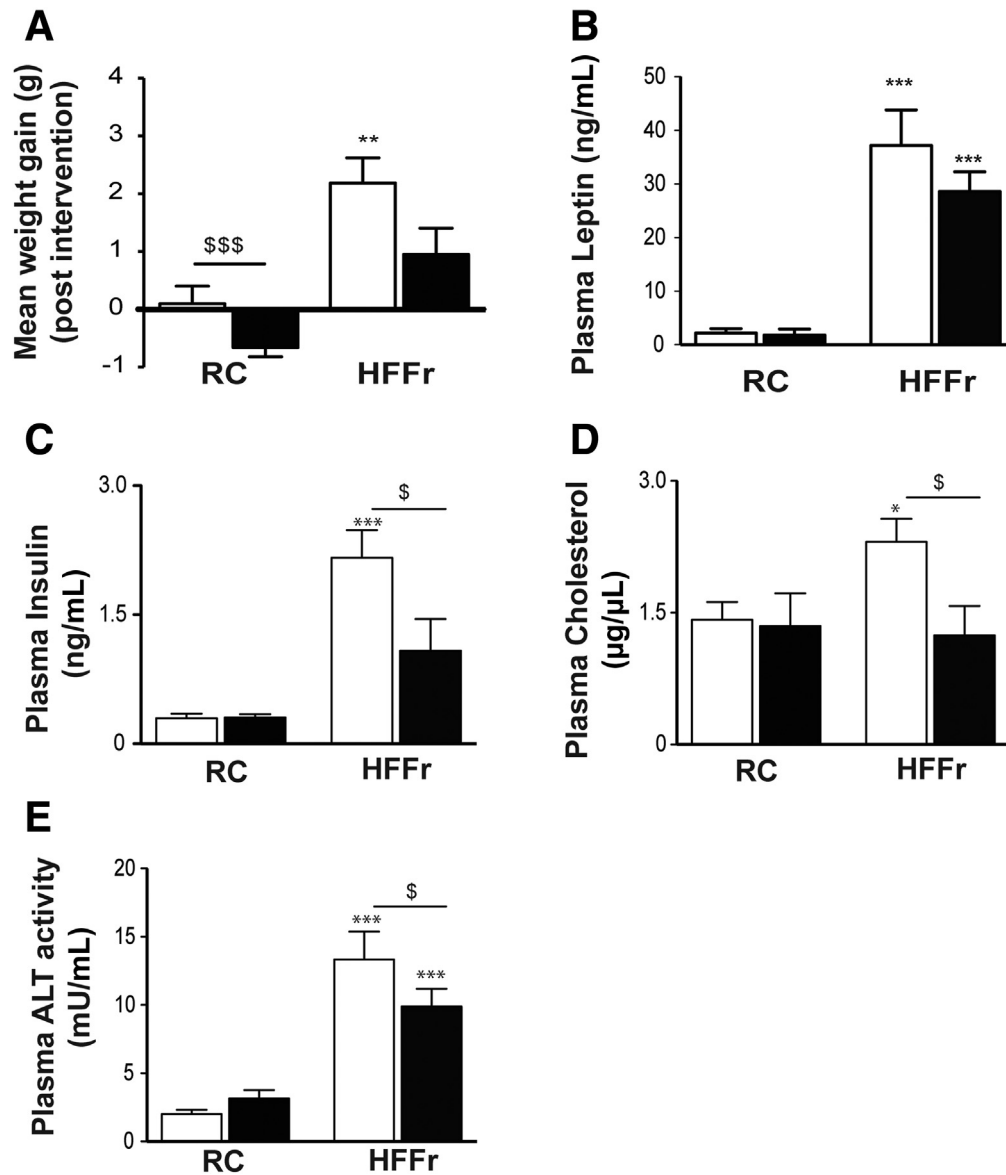 A
Mean weight gain (g)
(post intervention)
4
3
2
1
0
-1
$$$
**
RC
HFFr
B
Plasma Leptin (ng/mL)
50
40
30
20
10
0
***
***
RC
HFFr
C
Plasma Insulin
(ng/mL)
3.0
1.5
0
***
$
RC
HFFr
D
Plasma Cholesterol
(µg/µL)
3.0
1.5
0
*
$
RC
HFFr
E
Plasma ALT activity
(mU/mL)
20
15
10
5
0
***
$
***
RC
HFFr